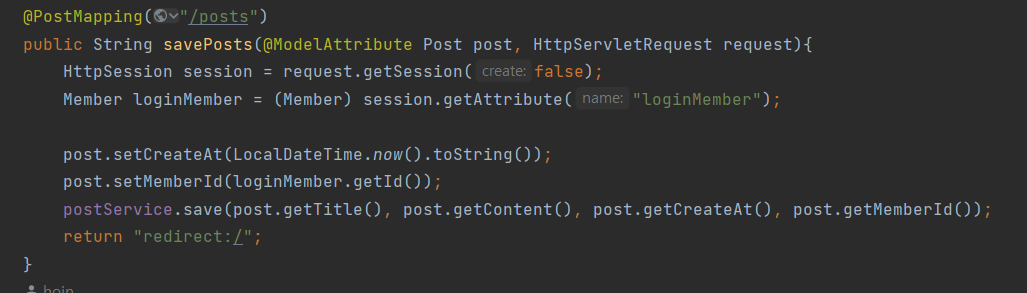 @PostMapping("/posts")
public String savePosts(@ModelAttribute Post post, HttpServletRequest request){
    HttpSession session = request.getSession( create: false);
    Member loginMember = (Member) session.getAttribute( name: "loginMember");
    post.setCreateAt(LocalDateTime.now().toString());
    post.setMemberId(loginMember.getId());
    postService.save(post.getTitle(), post.getContent(), post.getCreateAt(), post.getMemberId());
    return "redirect:/";
}